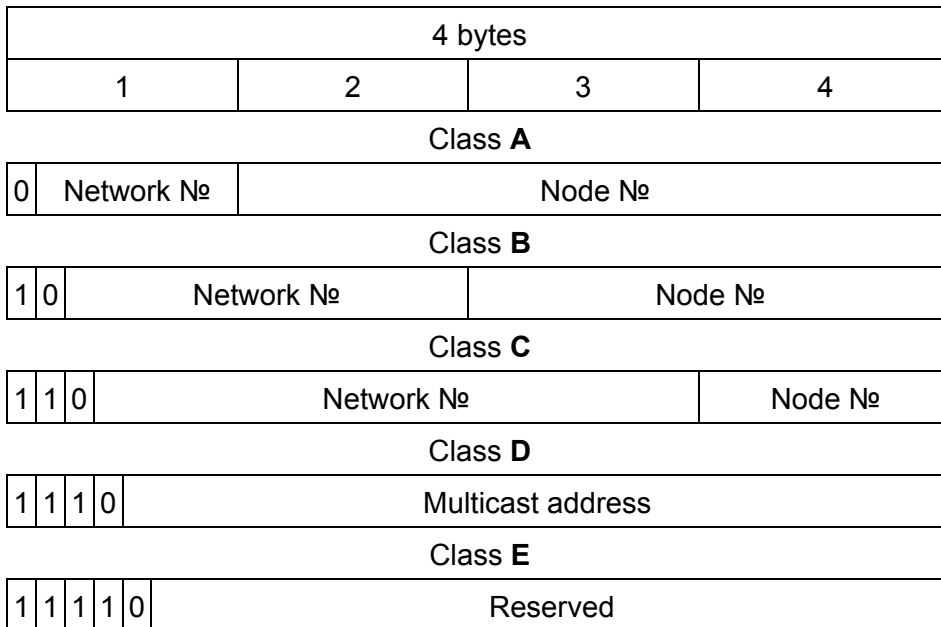 4 bytes
1 2 3 4
Class A
0 Network № Node №
Class B
1 0 Network № Node №
Class C
1 1 0 Network № Node №
Class D
1 1 1 0 Multicast address
Class E
1 1 1 1 0 Reserved